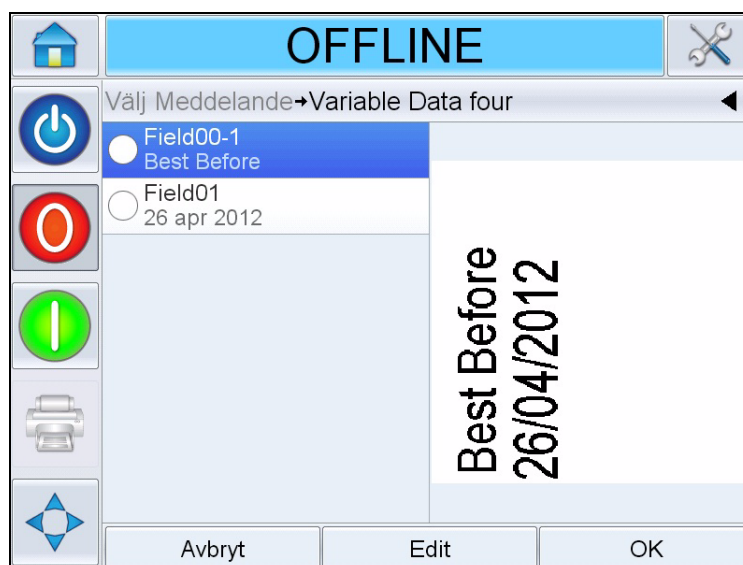 OFFLINE
Välj Meddelande→Variable Data four
Field00-1
Best Before
Field01
26 apr 2012
Best Before
26/04/2012
Avbryt
Edit
OK